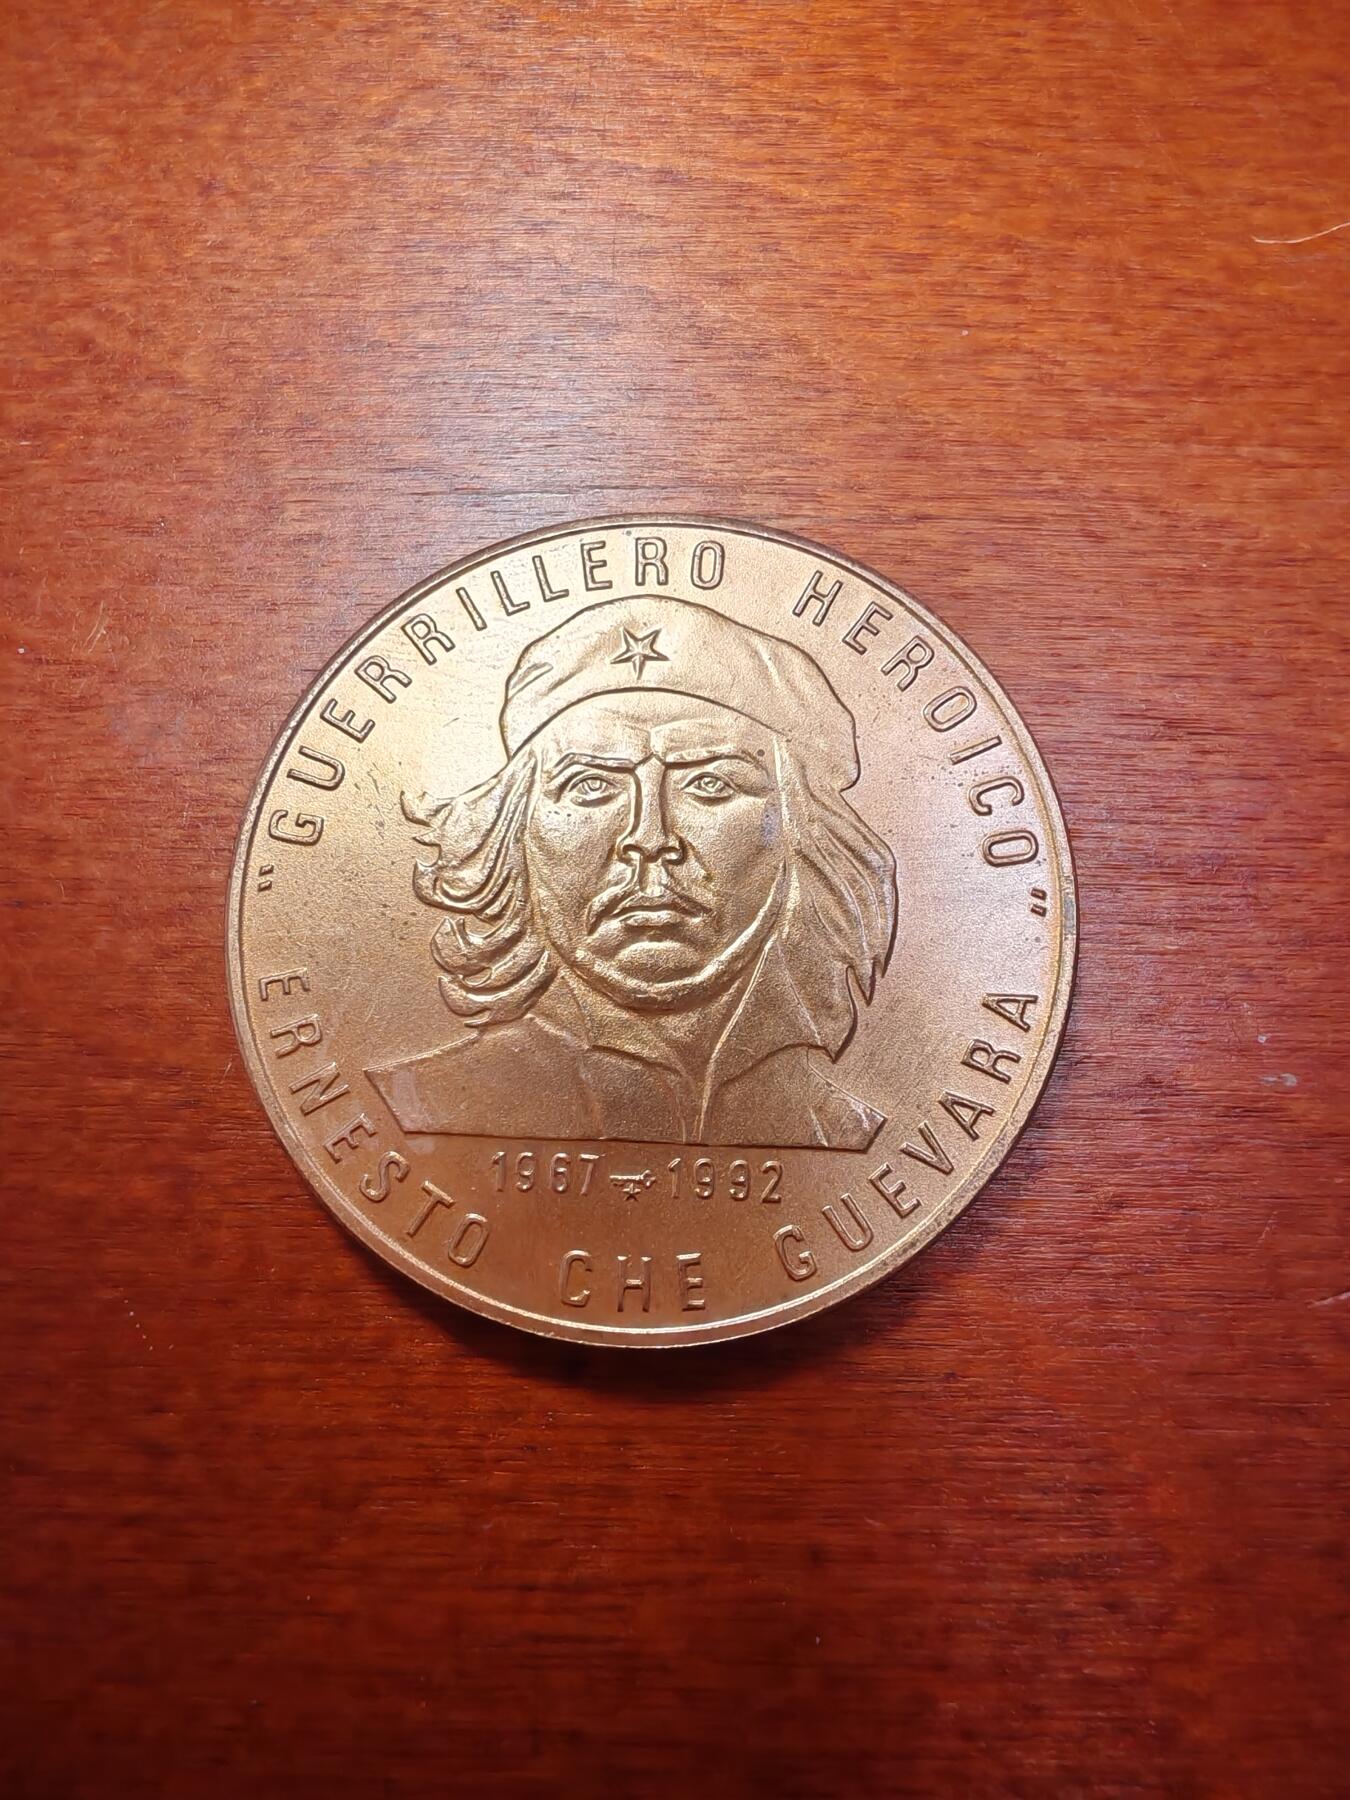 "GUERRILLERO HEROICO"
1967 1992
ERNESTO CHE GUEVARA